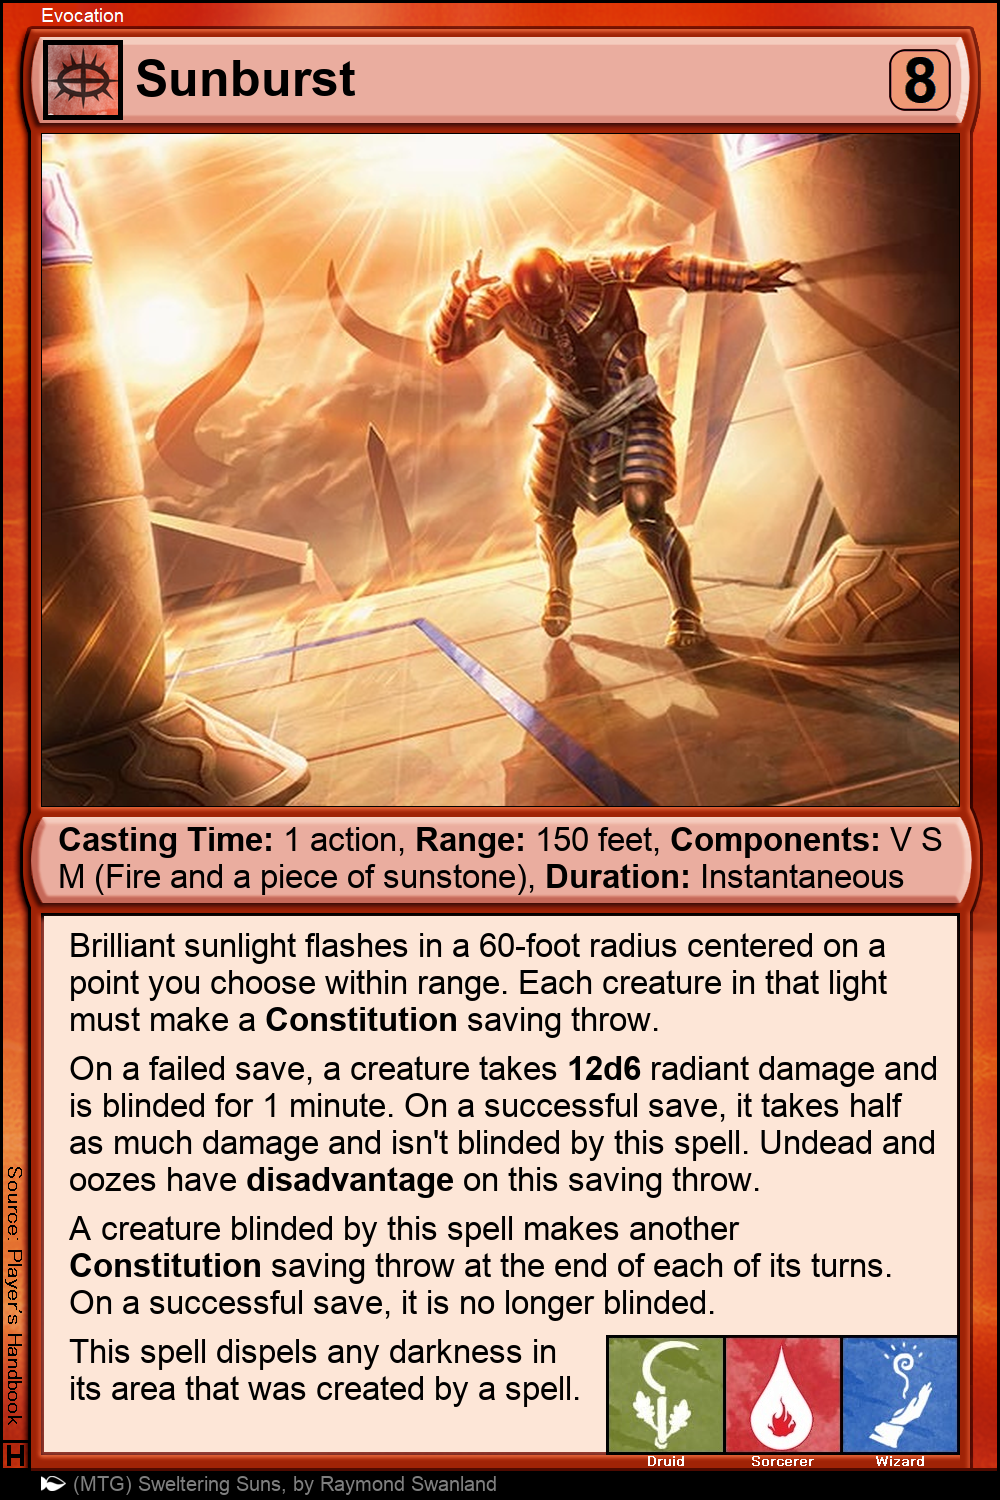 Evocation
Sunburst
8
Casting Time: 1 action, Range: 150 feet, Components: V S
M (Fire and a piece of sunstone), Duration: Instantaneous
Brilliant sunlight flashes in a 60-foot radius centered on a
point you choose within range. Each creature in that light
must make a Constitution saving throw.
On a failed save, a creature takes 12d6 radiant damage and
is blinded for 1 minute. On a successful save, it takes half
as much damage and isn't blinded by this spell. Undead and
oozes have disadvantage on this saving throw.
A creature blinded by this spell makes another
Constitution saving throw at the end of each of its turns.
On a successful save, it is no longer blinded.
This spell dispels any darkness in
its area that was created by a spell.
Druid
Sorcerer
Wizard
Source: Player's Handbook
H
(MTG) Sweltering Suns, by Raymond Swanland